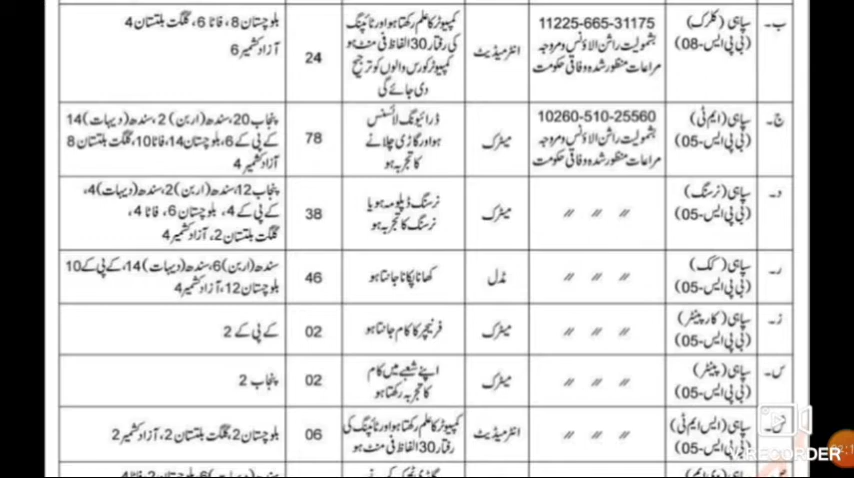 ب۔ سپاہی (کلرک) (بی پی ایس-08) 11225-665-31175 بشمولیت راشن الاؤنس ومروجہ مراعات منظور شدہ وفاقی حکومت انٹرمیڈیٹ کمپیوٹر کا علم رکھتا ہو اور ٹائپنگ کی رفتار 30 الفاظ فی منٹ ہو کمپیوٹر کورس والوں کو ترجیح دی جائے گی 24 بلوچستان 8، فاٹا 6، گلگت بلتستان 4 آزاد کشمیر 6
ج۔ سپاہی (ایم ٹی) (بی پی ایس-05) 10260-510-25560 بشمولیت راشن الاؤنس ومروجہ مراعات منظور شدہ وفاقی حکومت میٹرک ڈرائیونگ لائسنس ہو اور گاڑی چلانے کا تجربہ ہو 78 پنجاب 20، سندھ (اربن) 2، سندھ (دیہات) 14 کے پی کے 6، بلوچستان 14، فاٹا 10، گلگت بلتستان 8 آزاد کشمیر 4
د۔ سپاہی (نرسنگ) (بی پی ایس-05) // // // میٹرک نرسنگ ڈپلومہ ہو یا نرسنگ کا تجربہ ہو 38 پنجاب 12، سندھ (اربن) 2، سندھ (دیہات) 4، کے پی کے 4، بلوچستان 6، فاٹا 4، گلگت بلتستان 2، آزاد کشمیر 4
ر۔ سپاہی (کک) (بی پی ایس-05) // // // مڈل کھانا پکانا جانتا ہو 46 سندھ (اربن) 6، سندھ (دیہات) 14، کے پی کے 10 بلوچستان 12، آزاد کشمیر 4
ز۔ سپاہی (کارپینٹر) (بی پی ایس-05) // // // میٹرک فرنیچر کا کام جانتا ہو 02 کے پی کے 2
س۔ سپاہی (پینٹر) (بی پی ایس-05) // // // میٹرک اپنے شعبے میں کام کا تجربہ رکھتا ہو 02 پنجاب 2
ش۔ سپاہی (ایس ایم ٹی) (بی پی ایس-05) // // // انٹرمیڈیٹ کمپیوٹر کا علم رکھتا ہو اور ٹائپنگ کی رفتار 30 الفاظ فی منٹ ہو 06 بلوچستان 2، گلگت بلتستان 2، آزاد کشمیر 2
RECORDER